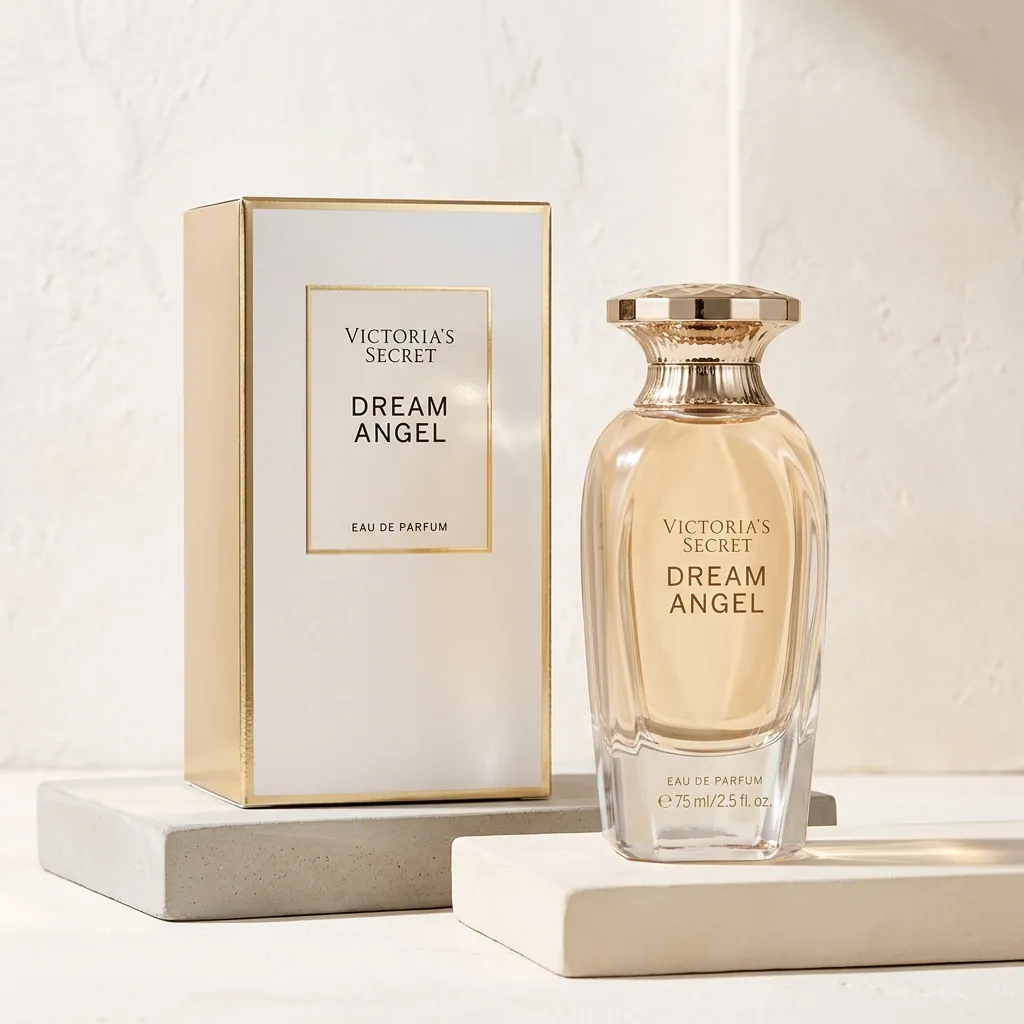 VICTORIA'S
SECRET
DREAM
ANGEL
EAU DE PARFUM
VICTORIA'S
SECRET
DREAM
ANGEL
EAU DE PARFUM
℮ 75 ml/2.5 fl. oz.